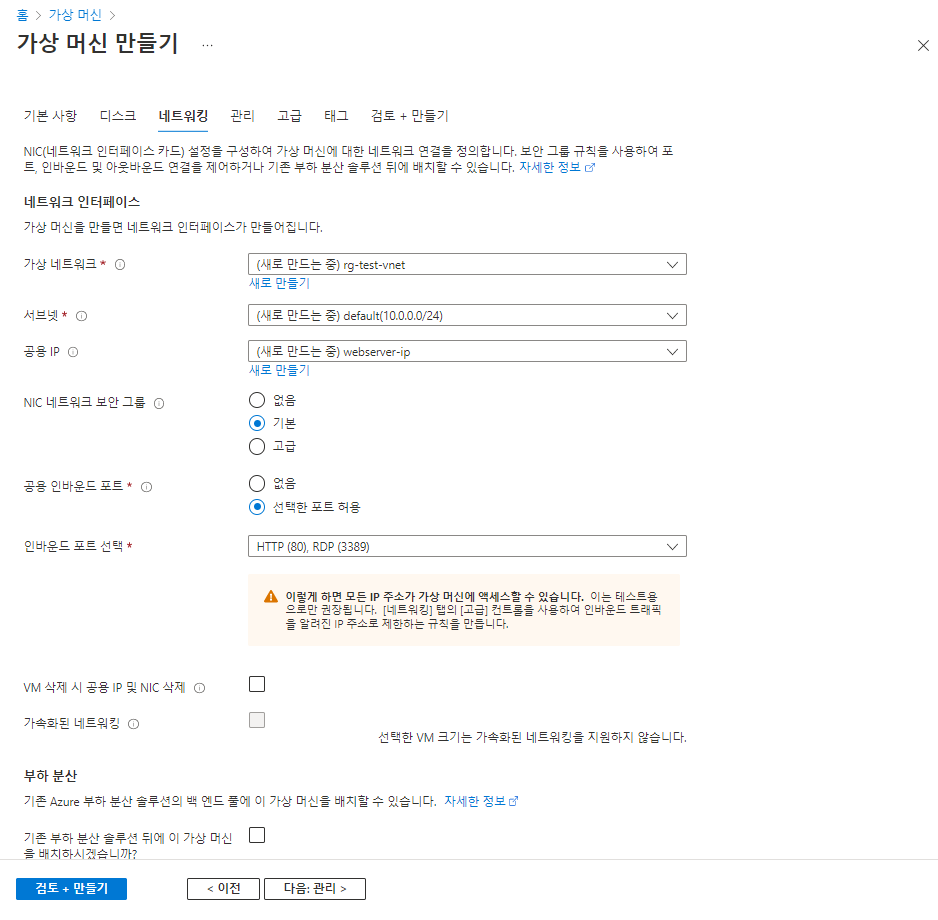 홈 > 가상 머신 >
가상 머신 만들기 ...
기본 사항 디스크 네트워킹 관리 고급 태그 검토 + 만들기
NIC(네트워크 인터페이스 카드) 설정을 구성하여 가상 머신에 대한 네트워크 연결을 정의합니다. 보안 그룹 규칙을 사용하여 포
트, 인바운드 및 아웃바운드 연결을 제어하거나 기존 부하 분산 솔루션 뒤에 배치할 수 있습니다. 자세한 정보
네트워크 인터페이스
가상 머신을 만들면 네트워크 인터페이스가 만들어집니다.
가상 네트워크 * (새로 만드는 중) rg-test-vnet
새로 만들기
서브넷 * (새로 만드는 중) default(10.0.0.0/24)
공용 IP (새로 만드는 중) webserver-ip
새로 만들기
NIC 네트워크 보안 그룹 없음
기본
고급
공용 인바운드 포트 * 없음
선택한 포트 허용
인바운드 포트 선택 * HTTP (80), RDP (3389)
이렇게 하면 모든 IP 주소가 가상 머신에 액세스할 수 있습니다. 이는 테스트용
으로만 권장됩니다. [네트워킹] 탭의 [고급] 컨트롤을 사용하여 인바운드 트래픽
을 알려진 IP 주소로 제한하는 규칙을 만듭니다.
VM 삭제 시 공용 IP 및 NIC 삭제
가속화된 네트워킹
선택한 VM 크기는 가속화된 네트워킹을 지원하지 않습니다.
부하 분산
기존 Azure 부하 분산 솔루션의 백 엔드 풀에 이 가상 머신을 배치할 수 있습니다. 자세한 정보
기존 부하 분산 솔루션 뒤에 이 가상 머신
을 배치하시겠습니까?
검토 + 만들기 < 이전 다음: 관리 >